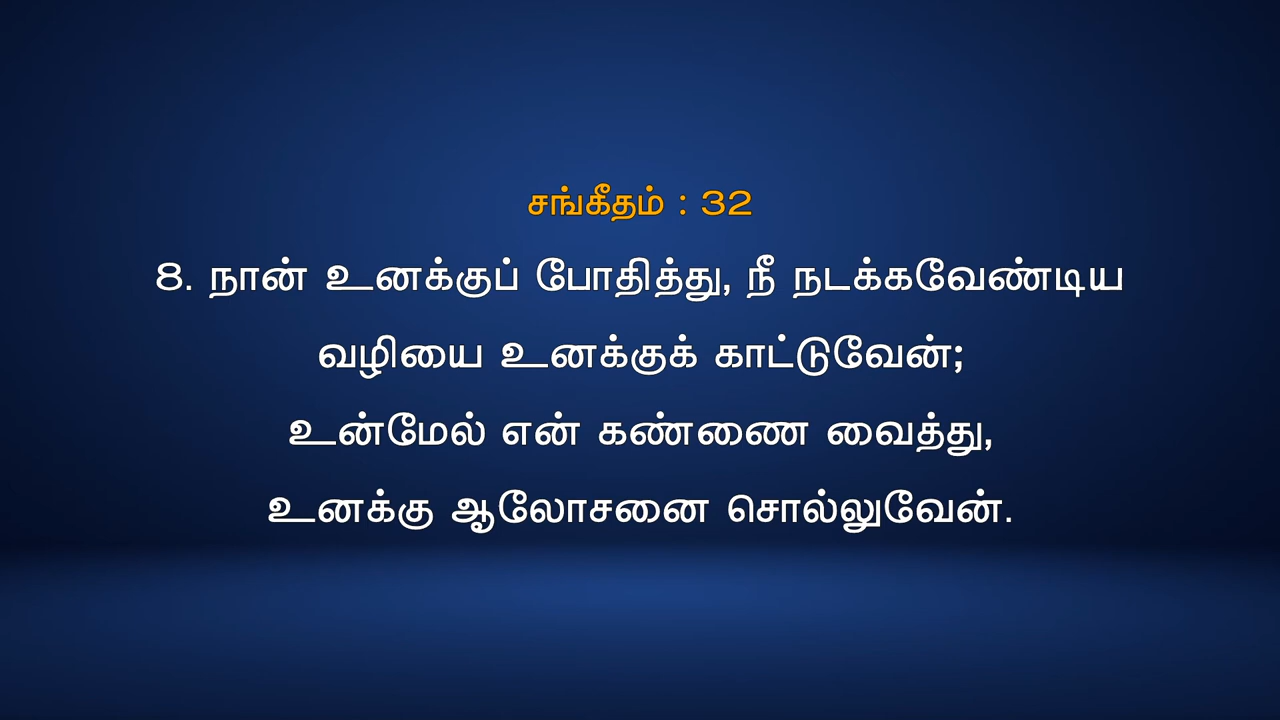 சங்கீதம் : 32
8. நான் உனக்குப் போதித்து, நீ நடக்கவேண்டிய
வழியை உனக்குக் காட்டுவேன்;
உன்மேல் என் கண்ணை வைத்து,
உனக்கு ஆலோசனை சொல்லுவேன்.